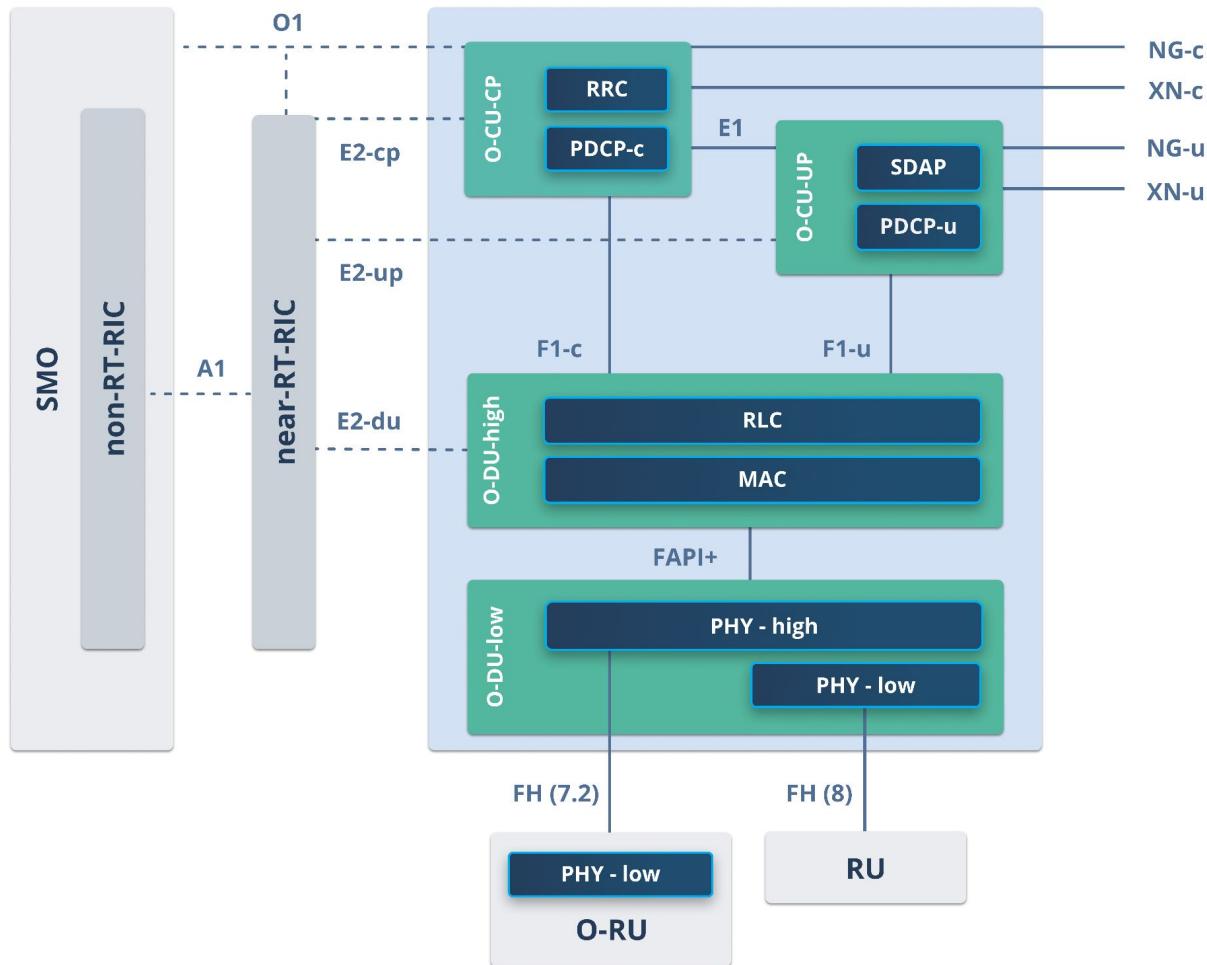 O1
NG-c
RRC
XN-c
O-CU-CP
E2-cp
PDCP-c
E1
NG-u
SDAP
XN-u
O-CU-UP
PDCP-u
E2-up
SMO
non-RT-RIC
near-RT-RIC
A1
F1-c
F1-u
E2-du
O-DU-high
RLC
MAC
FAPI+
O-DU-low
PHY - high
PHY - low
FH (7.2)
FH (8)
PHY - low
O-RU
RU